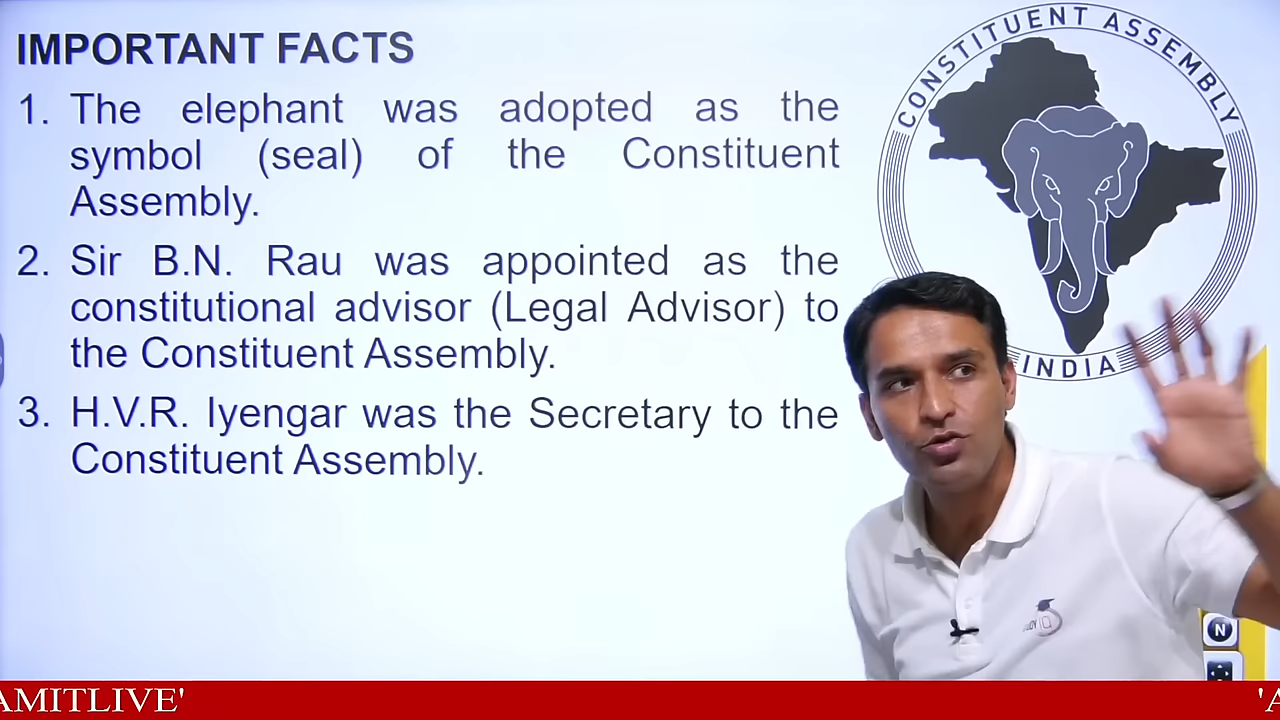 IMPORTANT FACTS
1. The elephant was adopted as the
symbol (seal) of the Constituent
Assembly.
2. Sir B.N. Rau was appointed as the
constitutional advisor (Legal Advisor) to
the Constituent Assembly.
3. H.V.R. Iyengar was the Secretary to the
Constituent Assembly.
CONSTITUENT ASSEMBLY
INDIA
IQ
N
AMITLIVE' 'A